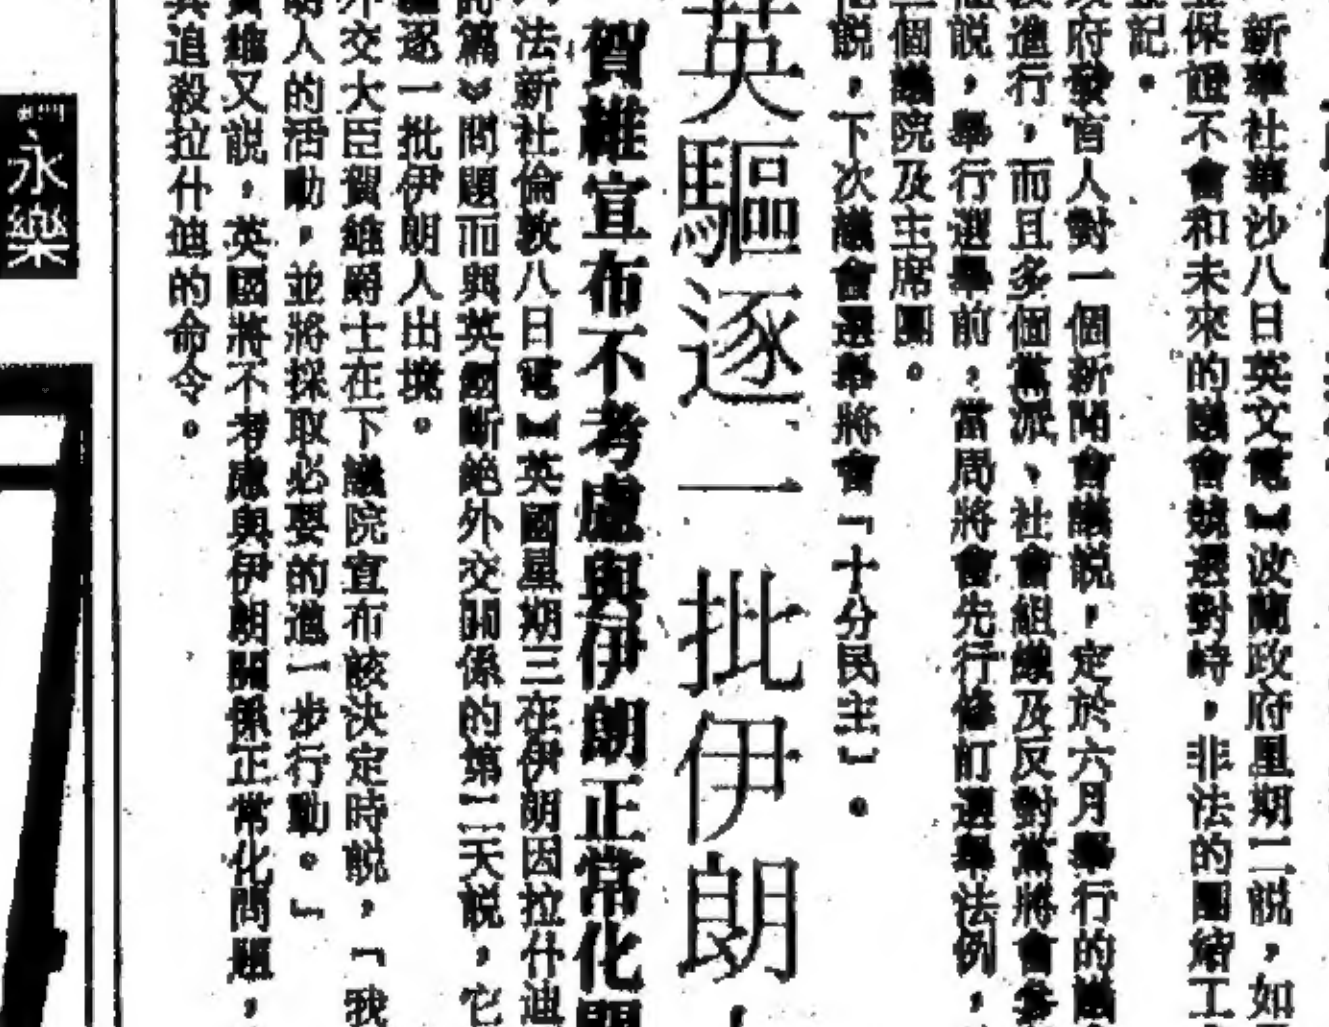 新華社華沙八日英文電】波蘭政府星期二說,如
保證不會和未來的議會競選對時,非法的團結工
記。
府發言人對一個新聞會議說,定於六月舉行的議
進行,而且多個黨派、社會組織及反對黨將會參
說,舉行選舉前,當局將會先行修訂選舉法例,
個議院及主席團。
說,下次議會選舉將會「十分民主」。
英驅逐一批伊朗人
賀維宣布不考慮與伊朗正常化關
法新社倫敦八日電】英國星期三在伊朗因拉什迪
的篇》問題而與英國斷絕外交關係的第二天說,它
逐一批伊朗人出境。
外交大臣賀維爵士在下議院宣布該決定時說,「我
朗人的活動,並將採取必要的進一步行動。」
賀維又說,英國將不考慮與伊朗關係正常化問題,
其追殺拉什迪的命令。
澳門
永樂